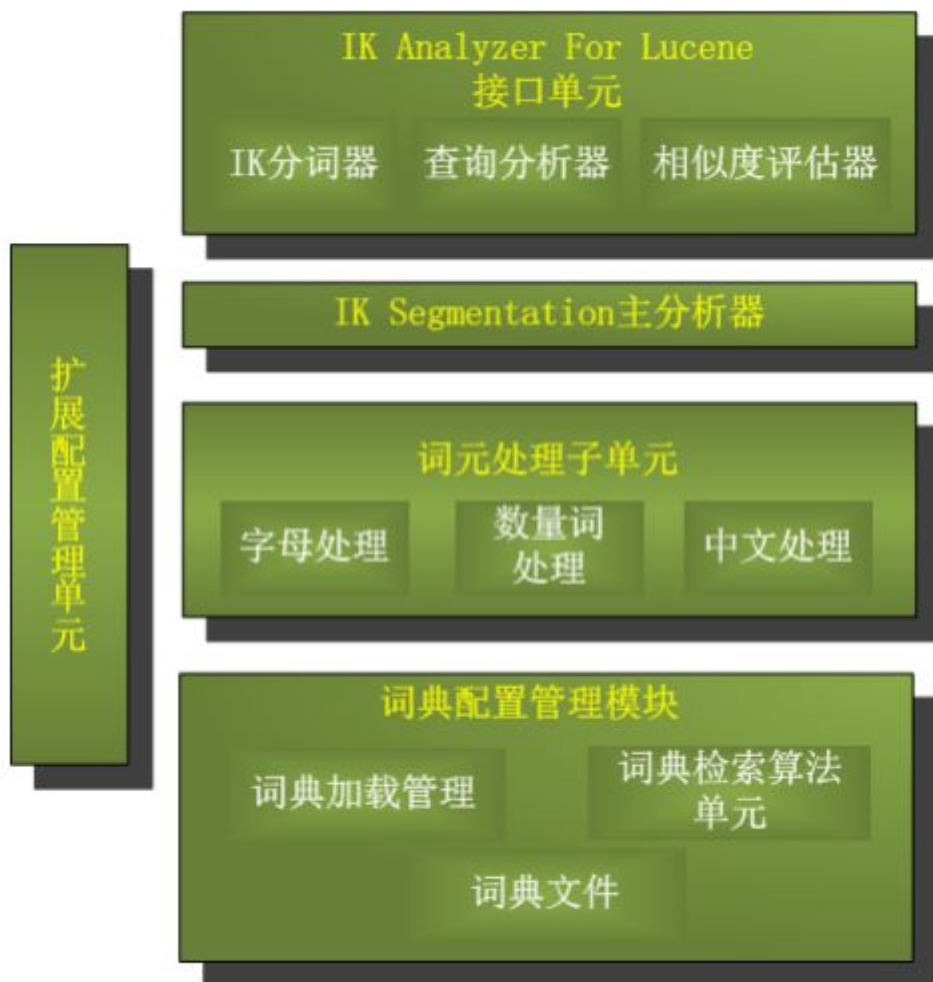 IK Analyzer For Lucene
接口单元
IK分词器
查询分析器
相似度评估器
扩展配置管理单元
IK Segmentation主分析器
词元处理子单元
字母处理
数量词
处理
中文处理
词典配置管理模块
词典加载管理
词典检索算法
单元
词典文件